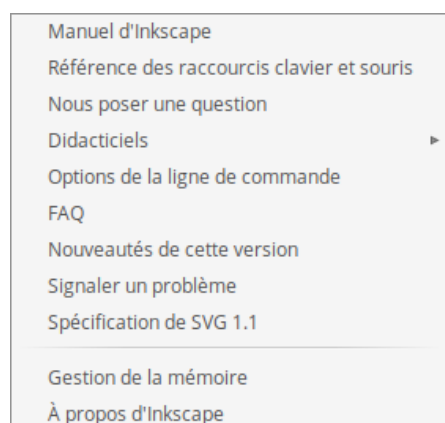 Manuel d'Inkscape
Référence des raccourcis clavier et souris
Nous poser une question
Didacticiels
Options de la ligne de commande
FAQ
Nouveautés de cette version
Signaler un problème
Spécification de SVG 1.1
Gestion de la mémoire
À propos d'Inkscape